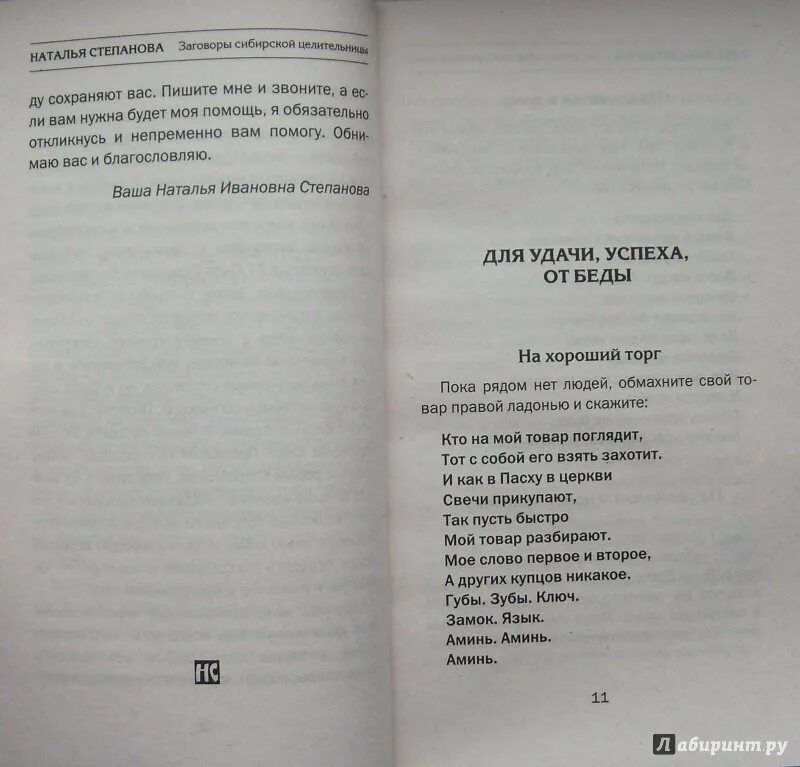 НАТАЛЬЯ СТЕПАНОВА Заговоры сибирской целительницы
ду сохраняют вас. Пишите мне и звоните, а ес-
ли вам нужна будет моя помощь, я обязательно
откликнусь и непременно вам помогу. Обни-
маю вас и благословляю.
Ваша Наталья Ивановна Степанова
НС
ДЛЯ УДАЧИ, УСПЕХА,
ОТ БЕДЫ
На хороший торг
Пока рядом нет людей, обмахните свой то-
вар правой ладонью и скажите:
Кто на мой товар поглядит,
Тот с собой его взять захотит.
И как в Пасху в церкви
Свечи прикупают,
Так пусть быстро
Мой товар разбирают.
Мое слово первое и второе,
А других купцов никакое.
Губы. Зубы. Ключ.
Замок. Язык.
Аминь. Аминь.
Аминь.
11
Лабиринт.ру